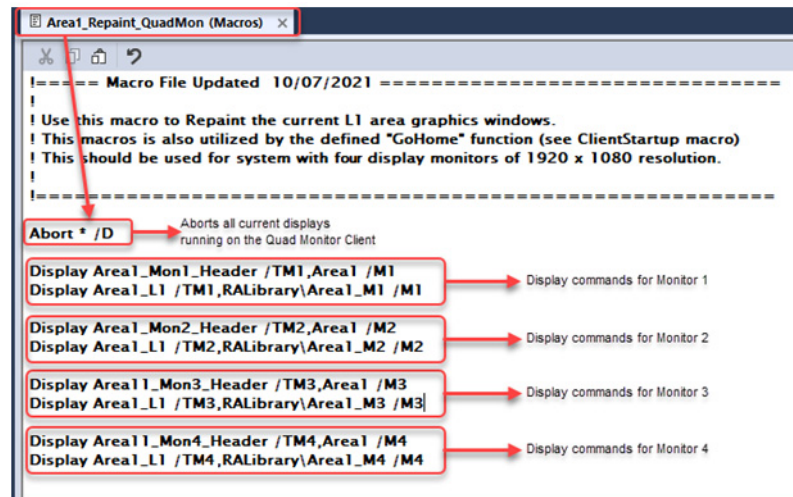 Area1_Repaint_QuadMon (Macros) ×
!===== Macro File Updated 10/07/2021 ===============================
!
! Use this macro to Repaint the current L1 area graphics windows.
! This macros is also utilized by the defined "GoHome" function (see ClientStartup macro)
! This should be used for system with four display monitors of 1920 x 1080 resolution.
!
!=========================================================
Abort * /D
Aborts all current displays
running on the Quad Monitor Client
Display Area1_Mon1_Header /TM1,Area1 /M1
Display Area1_L1 /TM1,RALibrary\Area1_M1 /M1
Display commands for Monitor 1
Display Area1_Mon2_Header /TM2,Area1 /M2
Display Area1_L1 /TM2,RALibrary\Area1_M2 /M2
Display commands for Monitor 2
Display Area11_Mon3_Header /TM3,Area1 /M3
Display Area1_L1 /TM3,RALibrary\Area1_M3 /M3
Display commands for Monitor 3
Display Area11_Mon4_Header /TM4,Area1 /M4
Display Area1_L1 /TM4,RALibrary\Area1_M4 /M4
Display commands for Monitor 4